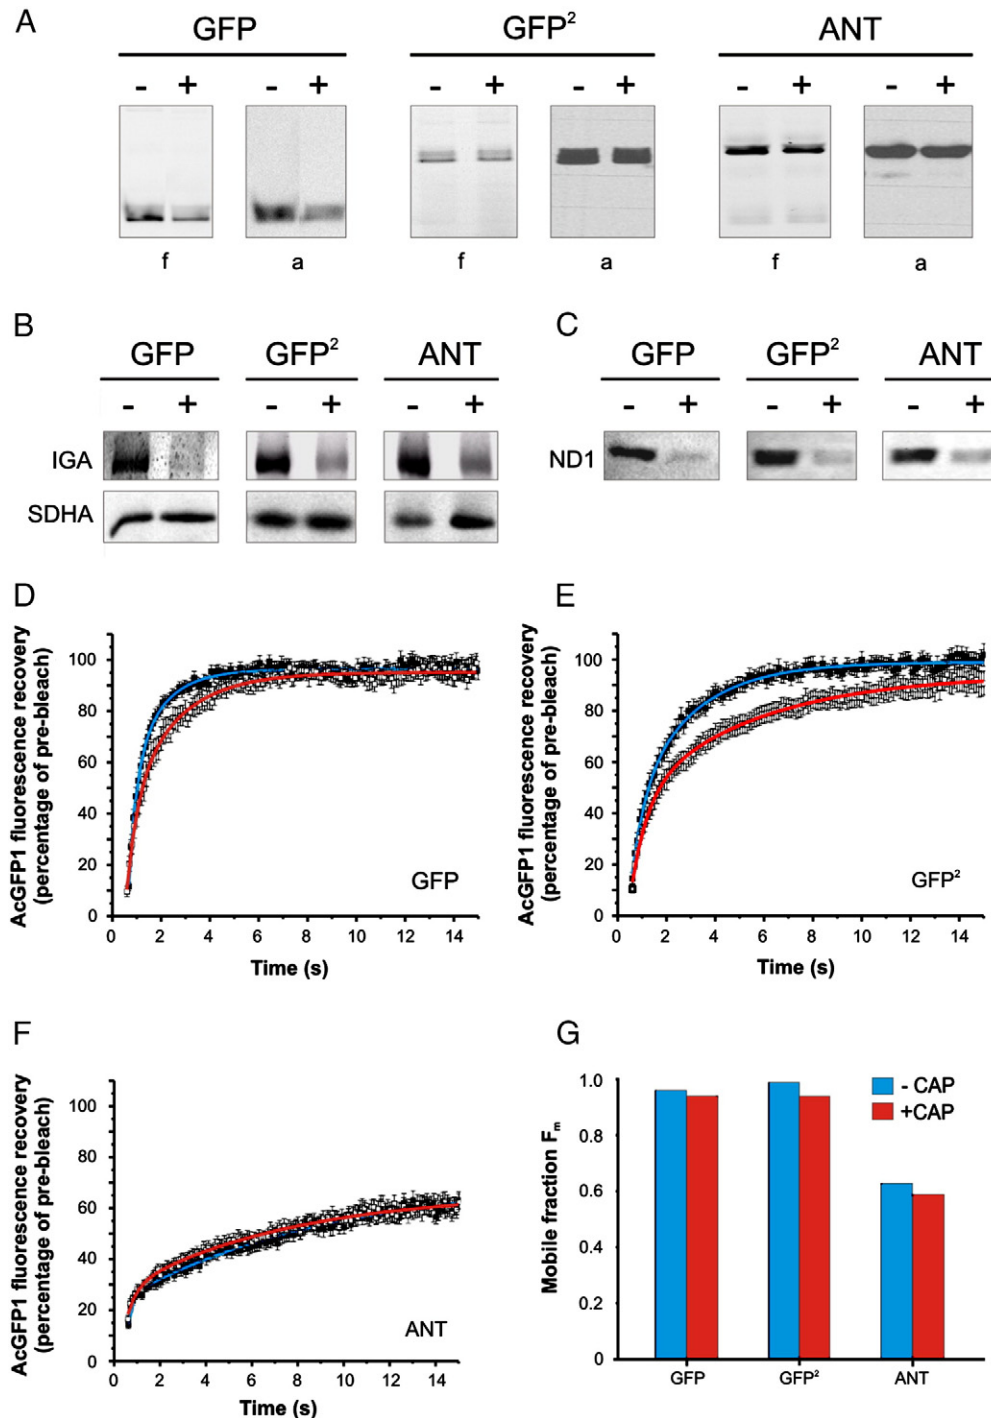 A
GFP GFP² ANT
- + - + - +
f a f a f a
B
GFP GFP² ANT
- + - + - +
IGA
SDHA
C
GFP GFP² ANT
- + - + - +
ND1
D
AcGFP1 fluorescence recovery
(percentage of pre-bleach)
100
80
60
40
20
0
0 2 4 6 8 10 12 14
Time (s)
GFP
E
AcGFP1 fluorescence recovery
(percentage of pre-bleach)
100
80
60
40
20
0
0 2 4 6 8 10 12 14
Time (s)
GFP²
F
AcGFP1 fluorescence recovery
(percentage of pre-bleach)
100
80
60
40
20
0
0 2 4 6 8 10 12 14
Time (s)
ANT
G
Mobile fraction Fm
1.0
0.8
0.6
0.4
0.2
0
- CAP
+CAP
GFP GFP² ANT